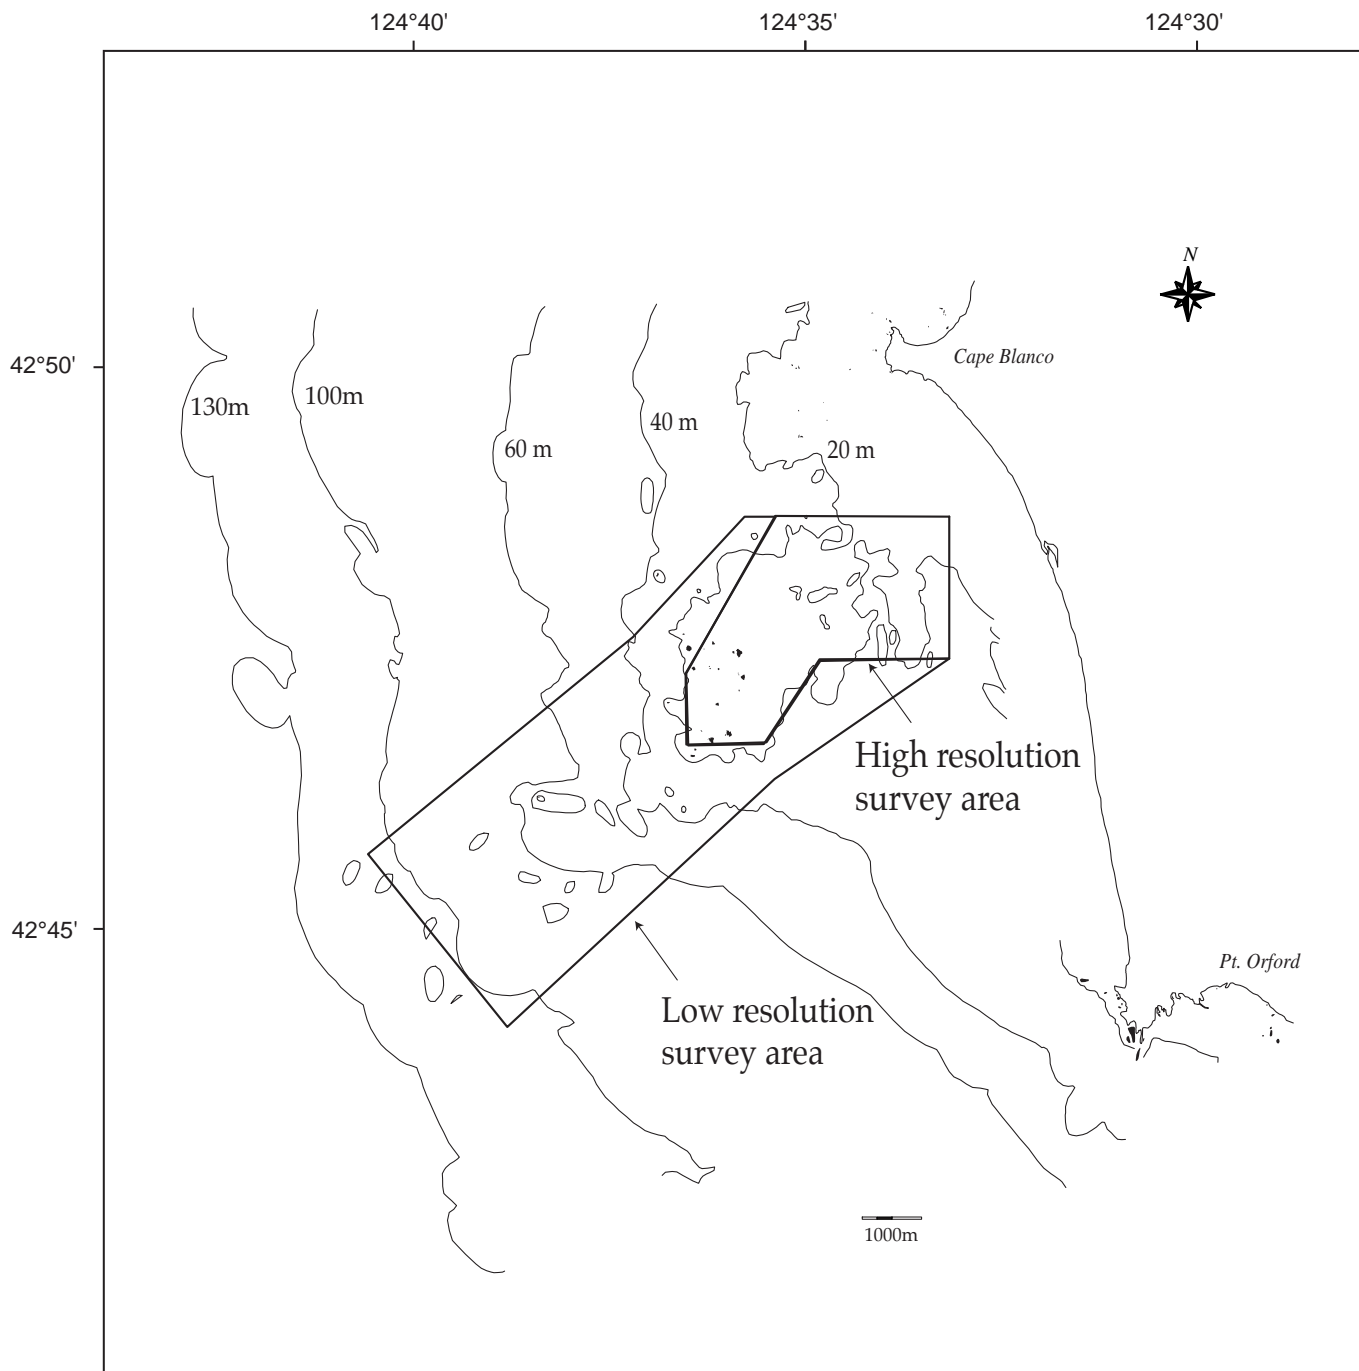 124°40'
124°35'
124°30'
N
42°50'
Cape Blanco
130m
100m
60 m
40 m
20 m
High resolution
survey area
42°45'
Pt. Orford
Low resolution
survey area
1000m